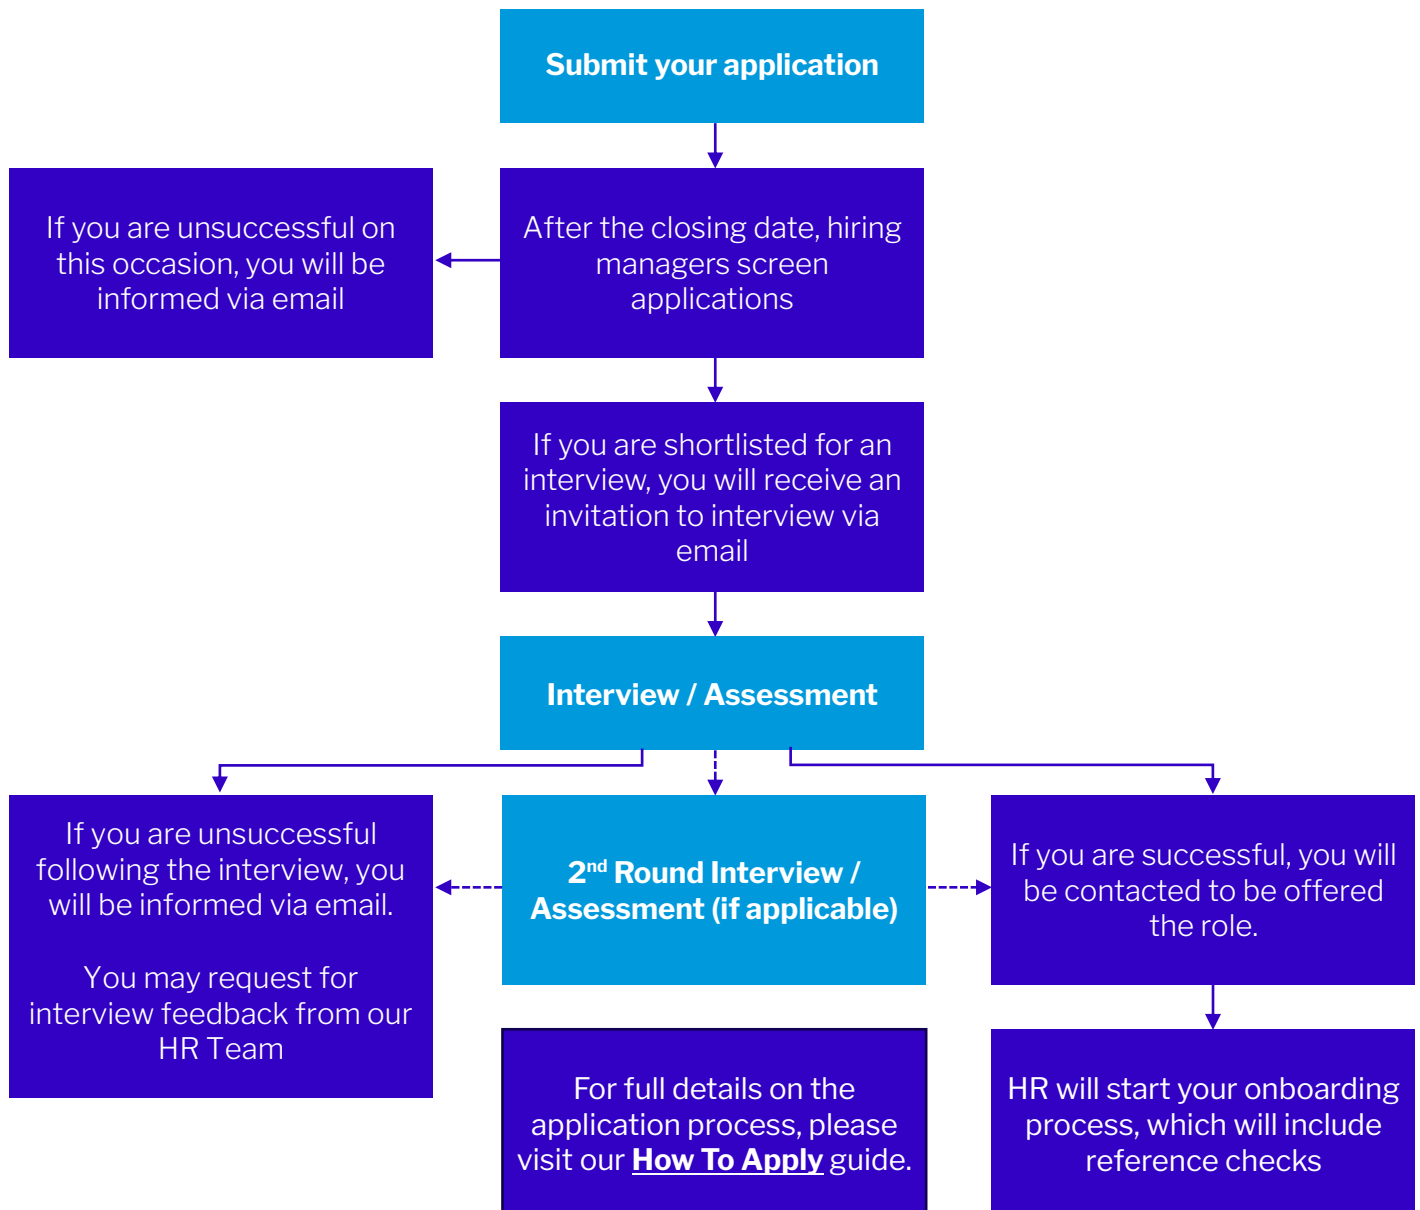 Submit your application
If you are unsuccessful on
this occasion, you will be
informed via email
After the closing date, hiring
managers screen
applications
If you are shortlisted for an
interview, you will receive an
invitation to interview via
email
Interview / Assessment
If you are unsuccessful
following the interview, you
will be informed via email.
You may request for
interview feedback from our
HR Team
2nd Round Interview /
Assessment (if applicable)
If you are successful, you will
be contacted to be offered
the role.
For full details on the
application process, please
visit our How To Apply guide.
HR will start your onboarding
process, which will include
reference checks